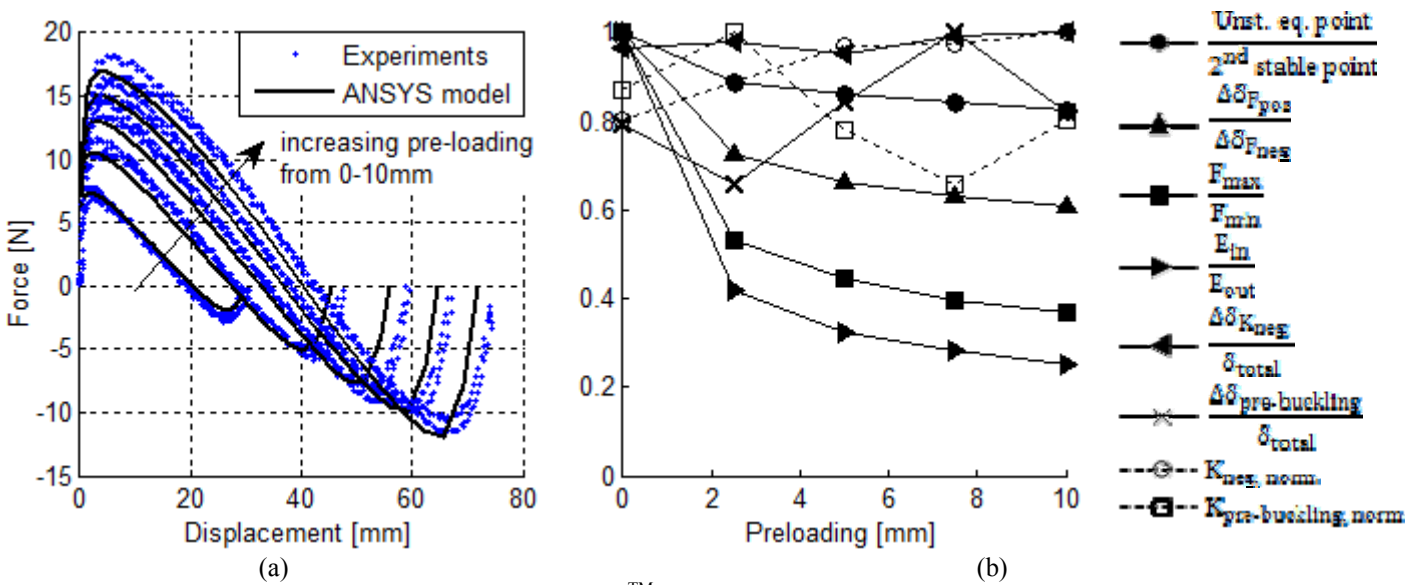 20
15
10
5
0
-5
-10
-15
Force [N]
0 20 40 60 80
Displacement [mm]
Experiments
ANSYS model
increasing pre-loading
from 0-10mm
(a)
TM
1
0.8
0.6
0.4
0.2
0
0 2 4 6 8 10
Preloading [mm]
(b)
Unst. eq. point
2nd stable point
ΔδFpos
ΔδFneg
Fmax
Fmin
Ein
Eout
ΔδKneg
δtotal
Δδpre-buckling
δtotal
Kneg, norm.
Kpre-buckling, norm